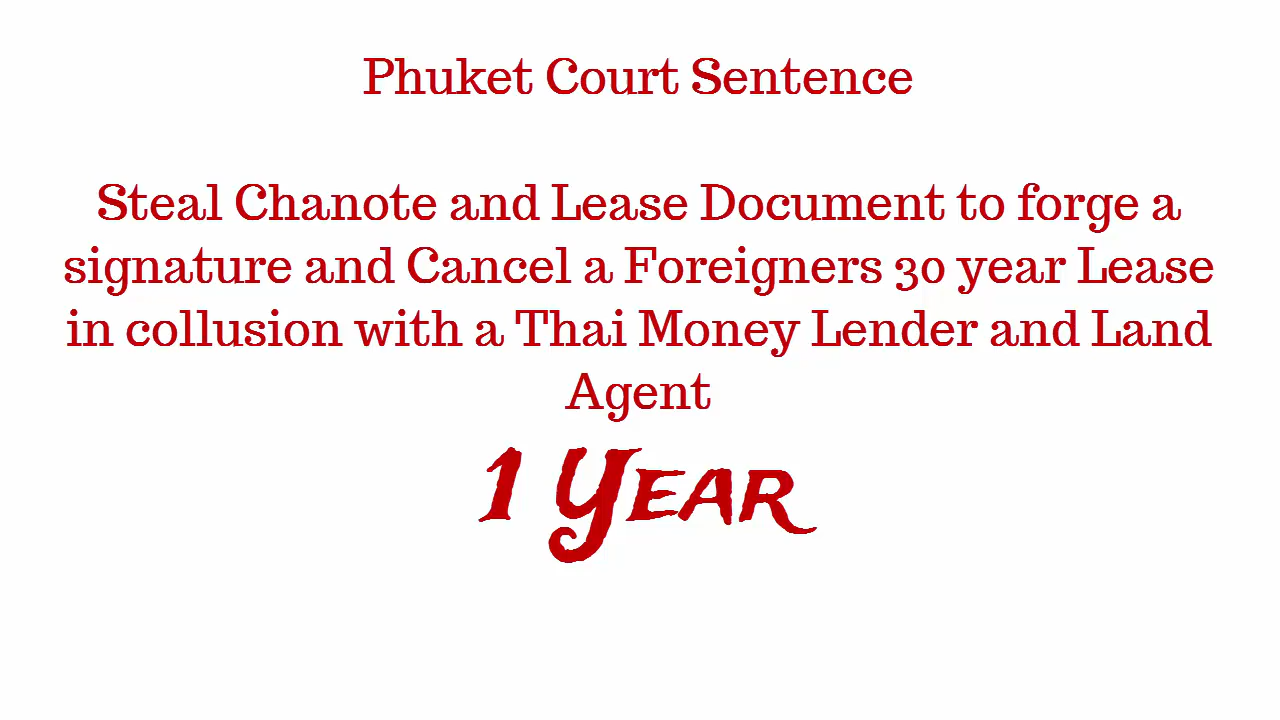 Phuket Court Sentence
Steal Chanote and Lease Document to forge a
signature and Cancel a Foreigners 30 year Lease
in collusion with a Thai Money Lender and Land
Agent
1 Year